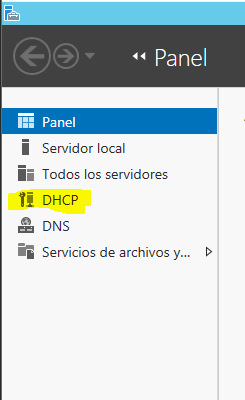 Panel
Panel
Servidor local
Todos los servidores
DHCP
DNS
Servicios de archivos y...